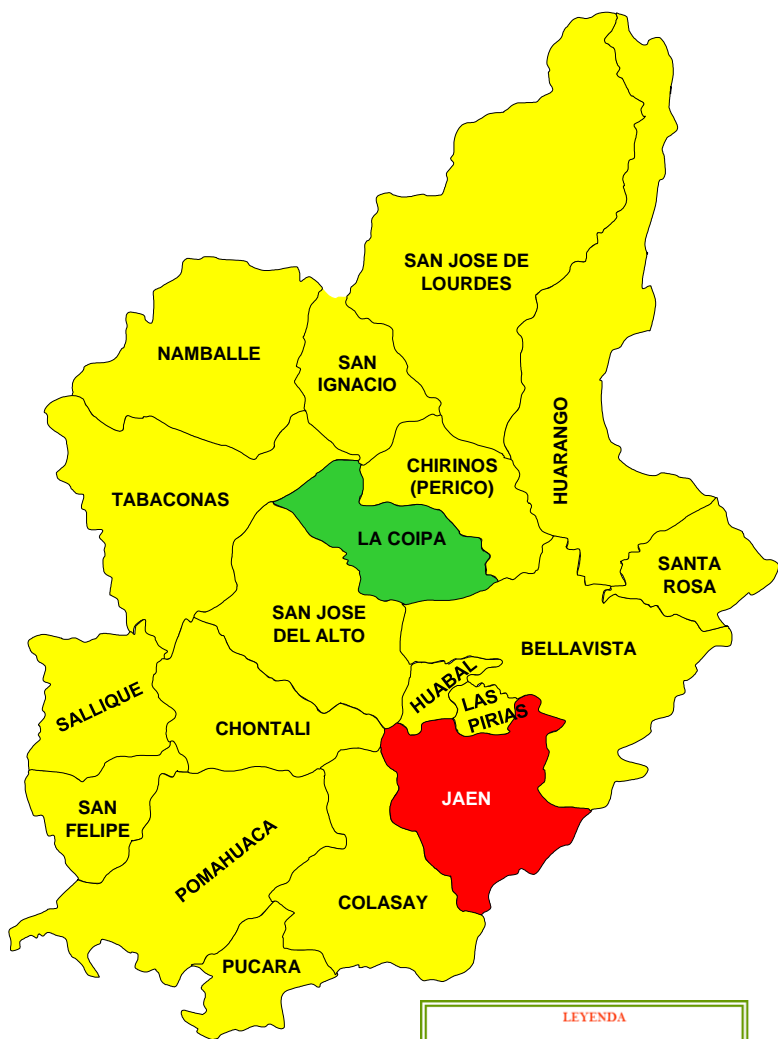 SAN JOSE DE
LOURDES
NAMBALLE
SAN
IGNACIO
HUARANGO
CHIRINOS
(PERICO)
TABACONAS
LA COIPA
SANTA
ROSA
SAN JOSE
DEL ALTO
BELLAVISTA
HUABAL
LAS
PIRIAS
SALLIQUE
CHONTALI
JAEN
SAN
FELIPE
POMAHUACA
COLASAY
PUCARA
LEYENDA